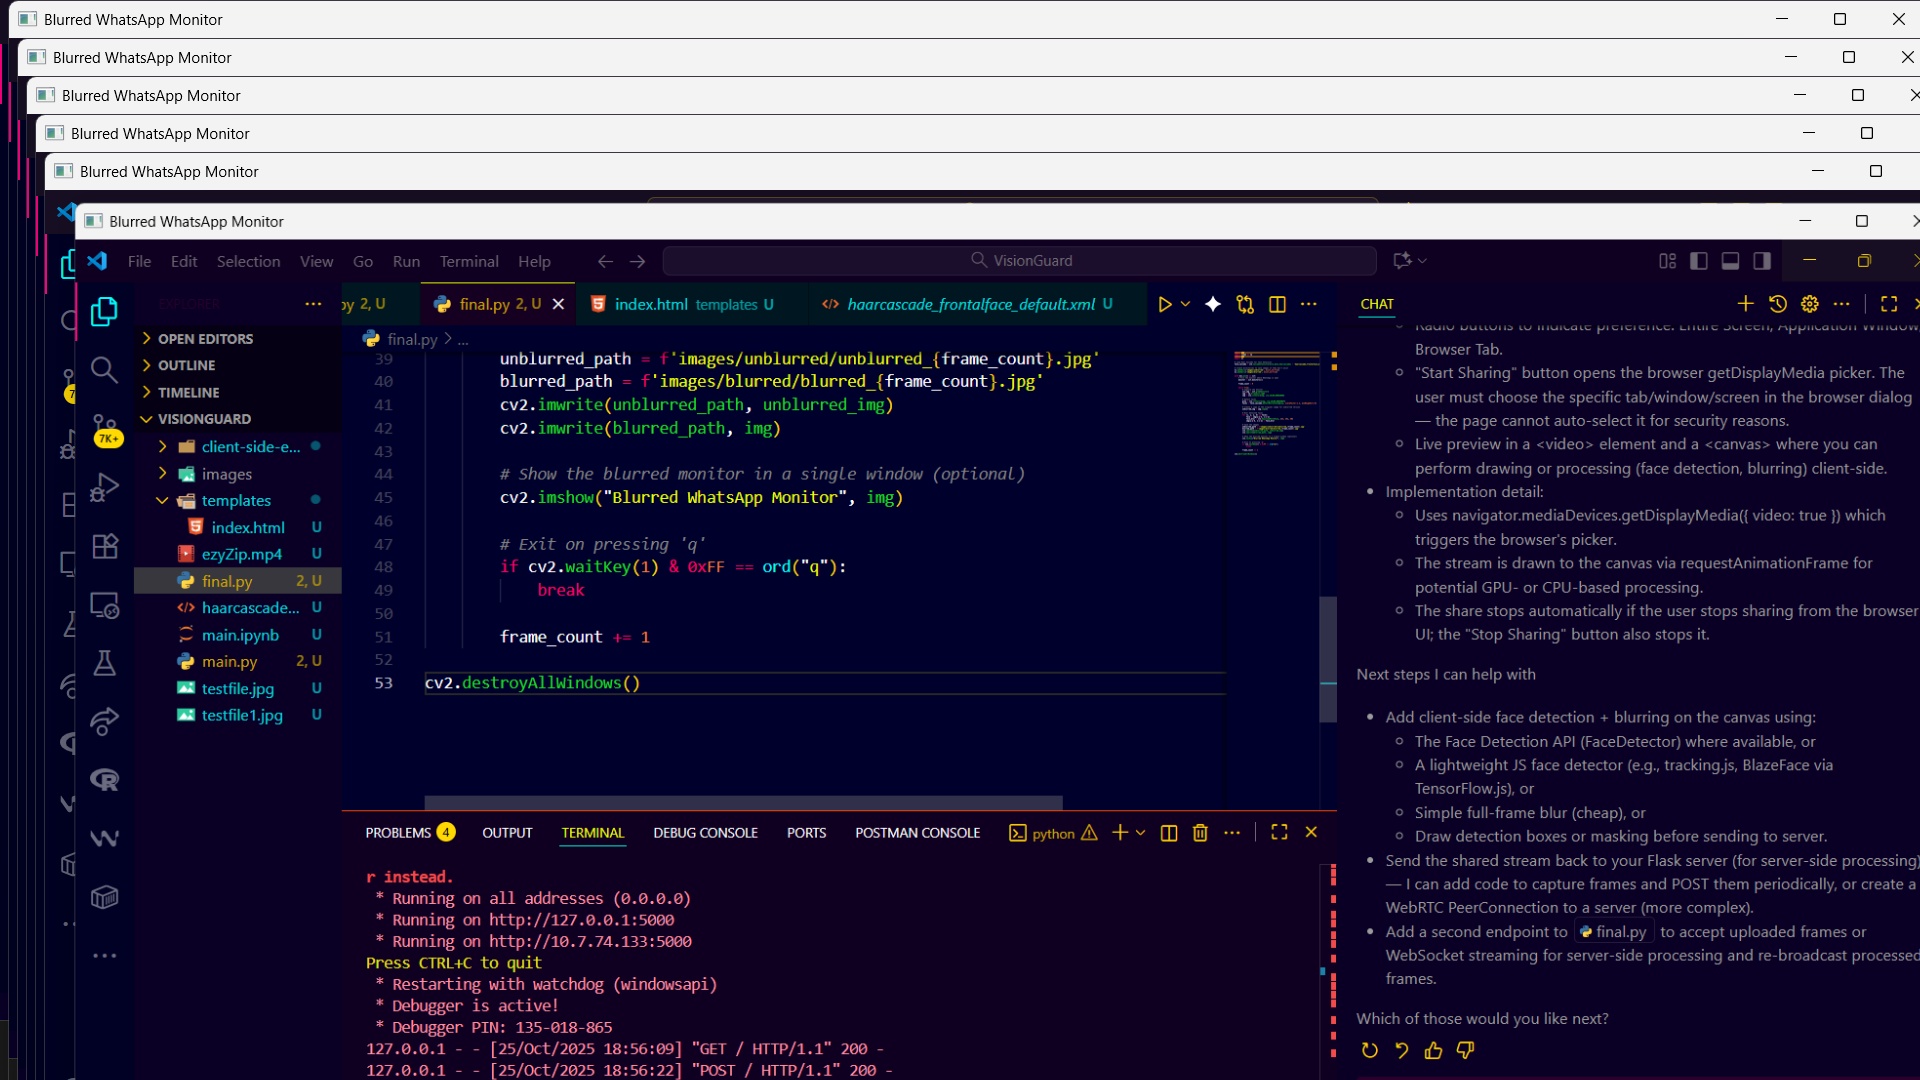 Blurred WhatsApp Monitor
Blurred WhatsApp Monitor
Blurred WhatsApp Monitor
Blurred WhatsApp Monitor
Blurred WhatsApp Monitor
Blurred WhatsApp Monitor
File Edit Selection View Go Run Terminal Help
VisionGuard
EXPLORER
OPEN EDITORS
OUTLINE
TIMELINE
VISIONGUARD
client-side-e...
images
templates
index.html U
ezyZip.mp4 U
final.py 2, U
haarcascade... U
main.ipynb U
main.py 2, U
testfile.jpg U
testfile1.jpg U
7K+
py 2, U
final.py 2, U
index.html templates U
haarcascade_frontalface_default.xml U
final.py > ...
39 unblurred_path = f'images/unblurred/unblurred_{frame_count}.jpg'
40 blurred_path = f'images/blurred/blurred_{frame_count}.jpg'
41 cv2.imwrite(unblurred_path, unblurred_img)
42 cv2.imwrite(blurred_path, img)
43
44 # Show the blurred monitor in a single window (optional)
45 cv2.imshow("Blurred WhatsApp Monitor", img)
46
47 # Exit on pressing 'q'
48 if cv2.waitKey(1) & 0xFF == ord("q"):
49 break
50
51 frame_count += 1
52
53 cv2.destroyAllWindows()
PROBLEMS 4 OUTPUT TERMINAL DEBUG CONSOLE PORTS POSTMAN CONSOLE
python
r instead.
* Running on all addresses (0.0.0.0)
* Running on http://127.0.0.1:5000
* Running on http://10.7.74.133:5000
Press CTRL+C to quit
* Restarting with watchdog (windowsapi)
* Debugger is active!
* Debugger PIN: 135-018-865
127.0.0.1 - - [25/Oct/2025 18:56:09] "GET / HTTP/1.1" 200 -
127.0.0.1 - - [25/Oct/2025 18:56:22] "POST / HTTP/1.1" 200 -
CHAT
Radio buttons to indicate preference: Entire Screen, Application Window,
Browser Tab.
"Start Sharing" button opens the browser getDisplayMedia picker. The
user must choose the specific tab/window/screen in the browser dialog
— the page cannot auto-select it for security reasons.
Live preview in a <video> element and a <canvas> where you can
perform drawing or processing (face detection, blurring) client-side.
Implementation detail:
Uses navigator.mediaDevices.getDisplayMedia({ video: true }) which
triggers the browser's picker.
The stream is drawn to the canvas via requestAnimationFrame for
potential GPU- or CPU-based processing.
The share stops automatically if the user stops sharing from the browser
UI; the "Stop Sharing" button also stops it.
Next steps I can help with
Add client-side face detection + blurring on the canvas using:
The Face Detection API (FaceDetector) where available, or
A lightweight JS face detector (e.g., tracking.js, BlazeFace via
TensorFlow.js), or
Simple full-frame blur (cheap), or
Draw detection boxes or masking before sending to server.
Send the shared stream back to your Flask server (for server-side processing)
— I can add code to capture frames and POST them periodically, or create a
WebRTC PeerConnection to a server (more complex).
Add a second endpoint to final.py to accept uploaded frames or
WebSocket streaming for server-side processing and re-broadcast processed
frames.
Which of those would you like next?